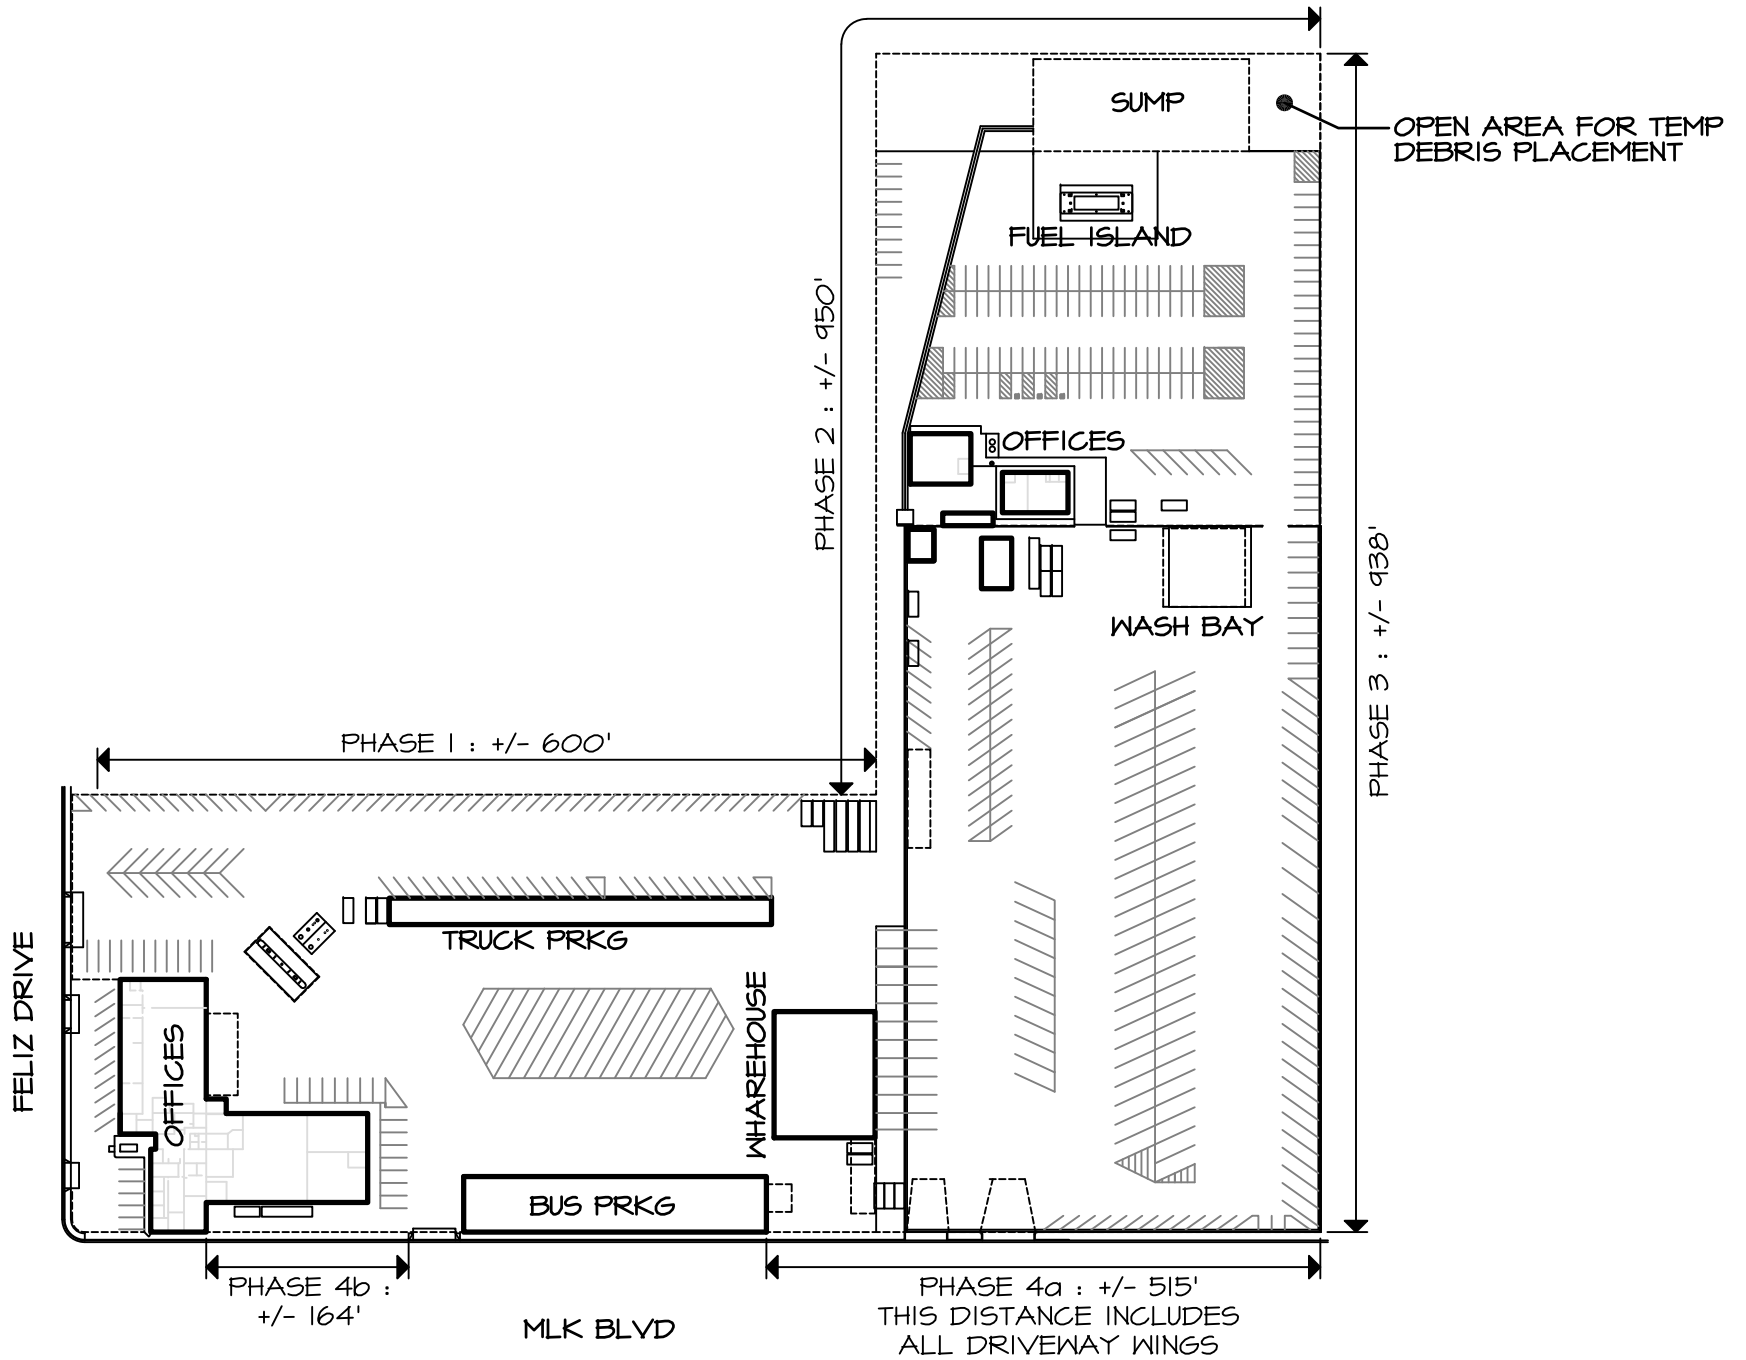 SUMP
OPEN AREA FOR TEMP
DEBRIS PLACEMENT
FUEL ISLAND
PHASE 2 : +/- 950'
OFFICES
PHASE 3 : +/- 938'
WASH BAY
PHASE 1 : +/- 600'
TRUCK PRKG
FELIZ DRIVE
OFFICES
WHAREHOUSE
BUS PRKG
PHASE 4b :
+/- 164'
PHASE 4a : +/- 515'
THIS DISTANCE INCLUDES
ALL DRIVEWAY WINGS
MLK BLVD